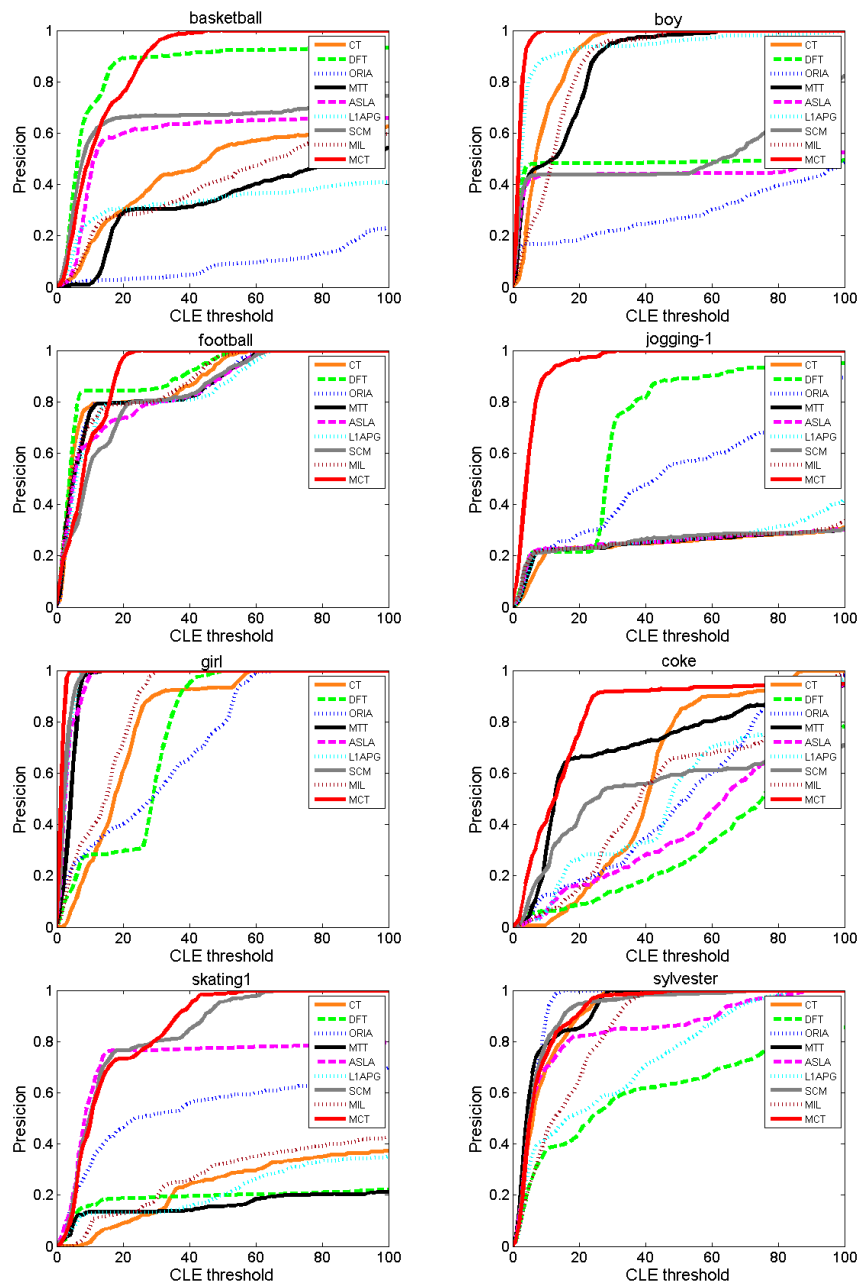 basketball
Presicion
1
0.8
0.6
0.4
0.2
0
0 20 40 60 80 100
CLE threshold
CT
DFT
ORIA
MTT
ASLA
L1APG
SCM
MIL
MCT
boy
Presicion
1
0.8
0.6
0.4
0.2
0
0 20 40 60 80 100
CLE threshold
CT
DFT
ORIA
MTT
ASLA
L1APG
SCM
MIL
MCT
football
Presicion
1
0.8
0.6
0.4
0.2
0
0 20 40 60 80 100
CLE threshold
CT
DFT
ORIA
MTT
ASLA
L1APG
SCM
MIL
MCT
jogging-1
Presicion
1
0.8
0.6
0.4
0.2
0
0 20 40 60 80 100
CLE threshold
CT
DFT
ORIA
MTT
ASLA
L1APG
SCM
MIL
MCT
girl
Presicion
1
0.8
0.6
0.4
0.2
0
0 20 40 60 80 100
CLE threshold
CT
DFT
ORIA
MTT
ASLA
L1APG
SCM
MIL
MCT
coke
Presicion
1
0.8
0.6
0.4
0.2
0
0 20 40 60 80 100
CLE threshold
CT
DFT
ORIA
MTT
ASLA
L1APG
SCM
MIL
MCT
skating1
Presicion
1
0.8
0.6
0.4
0.2
0
0 20 40 60 80 100
CLE threshold
CT
DFT
ORIA
MTT
ASLA
L1APG
SCM
MIL
MCT
sylvester
Presicion
1
0.8
0.6
0.4
0.2
0
0 20 40 60 80 100
CLE threshold
CT
DFT
ORIA
MTT
ASLA
L1APG
SCM
MIL
MCT